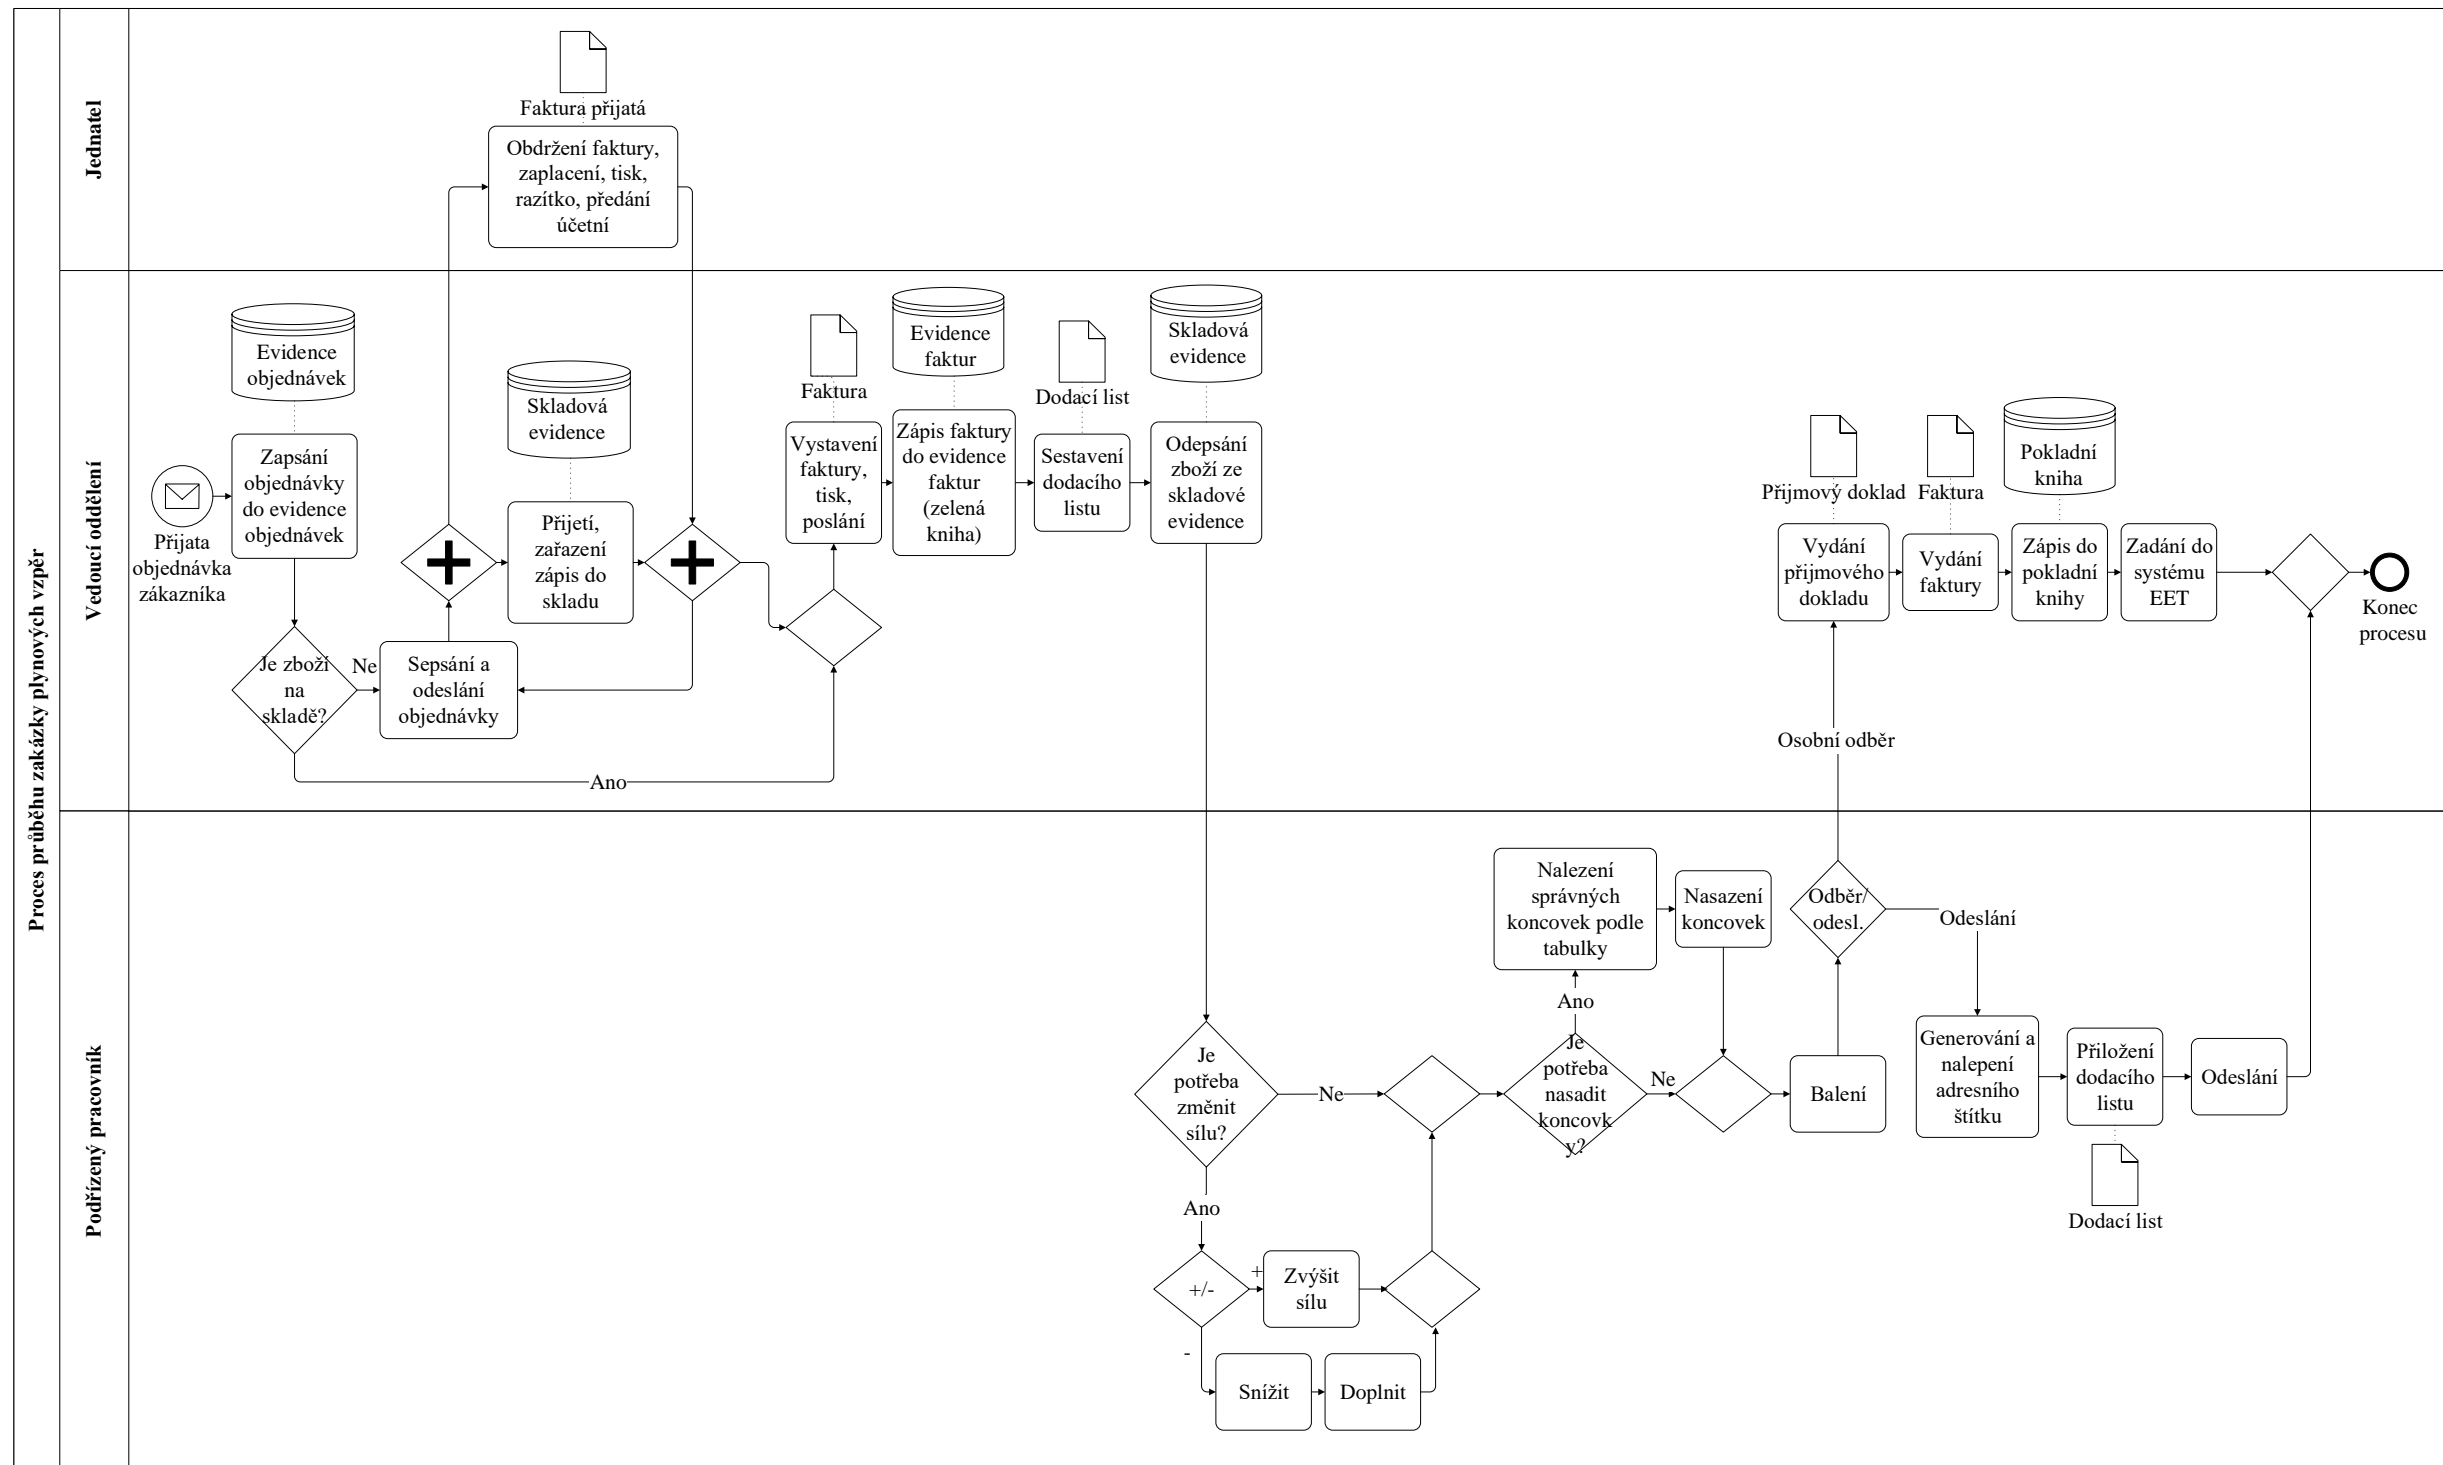 Proces průběhu zakázky plynových vzpěr
Jednatel
Faktura přijatá
Obdržení faktury,
zaplacení, tisk,
razítko, předání
účetní
Vedoucí oddělení
Přijata
objednávka
zákazníka
Evidence
objednávek
Zapsání
objednávky
do evidence
objednávek
Je zboží
na
skladě?
Ne
Ano
Sepsání a
odeslání
objednávky
Skladová
evidence
Přijetí,
zařazení
zápis do
skladu
Faktura
Vystavení
faktury,
tisk,
poslání
Evidence
faktur
Zápis faktury
do evidence
faktur
(zelená
kniha)
Dodací list
Sestavení
dodacího
listu
Skladová
evidence
Odepsání
zboží ze
skladové
evidence
Přijmový doklad
Vydání
přijmového
dokladu
Faktura
Vydání
faktury
Pokladní
kniha
Zápis do
pokladní
knihy
Zadání do
systému
EET
Konec
procesu
Osobní odběr
Podřízený pracovník
Je
potřeba
změnit
sílu?
Ne
Ano
+/-
+
Zvýšit
sílu
-
Snížit
Doplnit
Je
potřeba
nasadit
koncovk
y?
Ano
Ne
Nalezení
správných
koncovek podle
tabulky
Nasazení
koncovek
Balení
Odběr/
odesl.
Odeslání
Generování a
nalepení
adresního
štítku
Přiložení
dodacího
listu
Dodací list
Odeslání